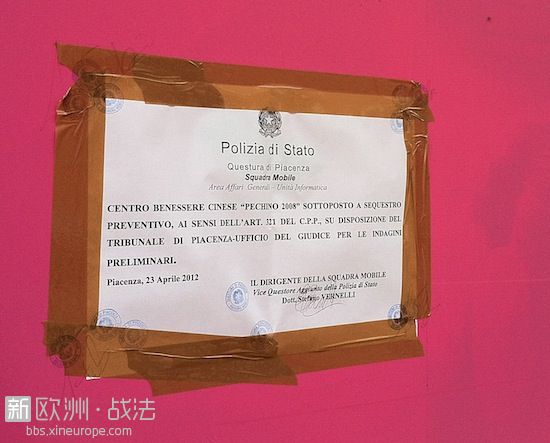 Polizia di Stato
Questura di Piacenza
Squadra Mobile
Area Affari Generali - Unità Informatica
CENTRO BENESSERE CINESE "PECHINO 2008" SOTTOPOSTO A SEQUESTRO
PREVENTIVO, AI SENSI DELL'ART. 321 DEL C.P.P., SU DISPOSIZIONE DEL
TRIBUNALE DI PIACENZA-UFFICIO DEL GIUDICE PER LE INDAGINI
PRELIMINARI.
Piacenza, 23 Aprile 2012
IL DIRIGENTE DELLA SQUADRA MOBILE
Vice Questore Aggiunto della Polizia di Stato
Dott. Stefano VERNELLI
新欧洲·战法
bbs.xineurope.com